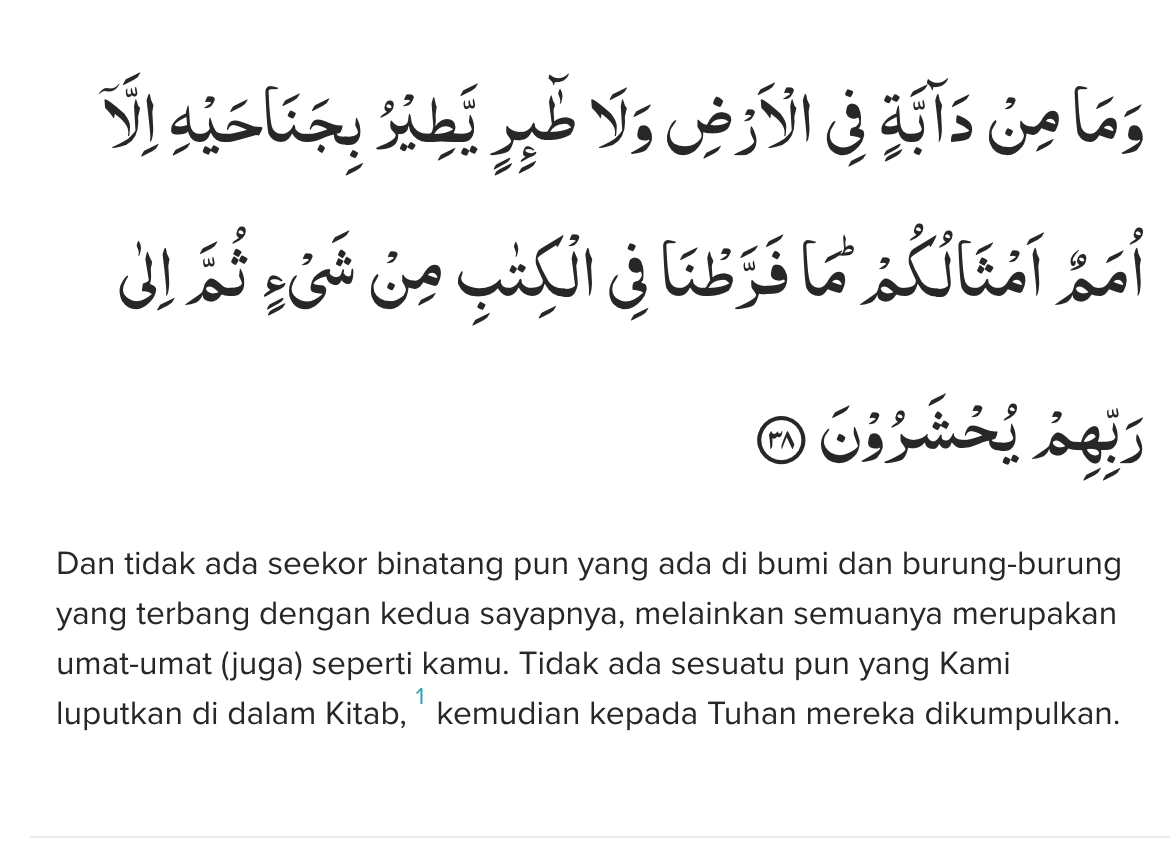 وَمَا مِنْ دَاۤبَّةٍ فِى الْاَرْضِ وَلَا طٰۤىِٕرٍ يَّطِيْرُ بِجَنَاحَيْهِ اِلَّآ
اُمَمٌ اَمْثَالُكُمْ ۗمَا فَرَّطْنَا فِى الْكِتٰبِ مِنْ شَيْءٍ ثُمَّ اِلٰى
رَبِّهِمْ يُحْشَرُوْنَ ٣٨
Dan tidak ada seekor binatang pun yang ada di bumi dan burung-burung
yang terbang dengan kedua sayapnya, melainkan semuanya merupakan
umat-umat (juga) seperti kamu. Tidak ada sesuatu pun yang Kami
luputkan di dalam Kitab, 1 kemudian kepada Tuhan mereka dikumpulkan.